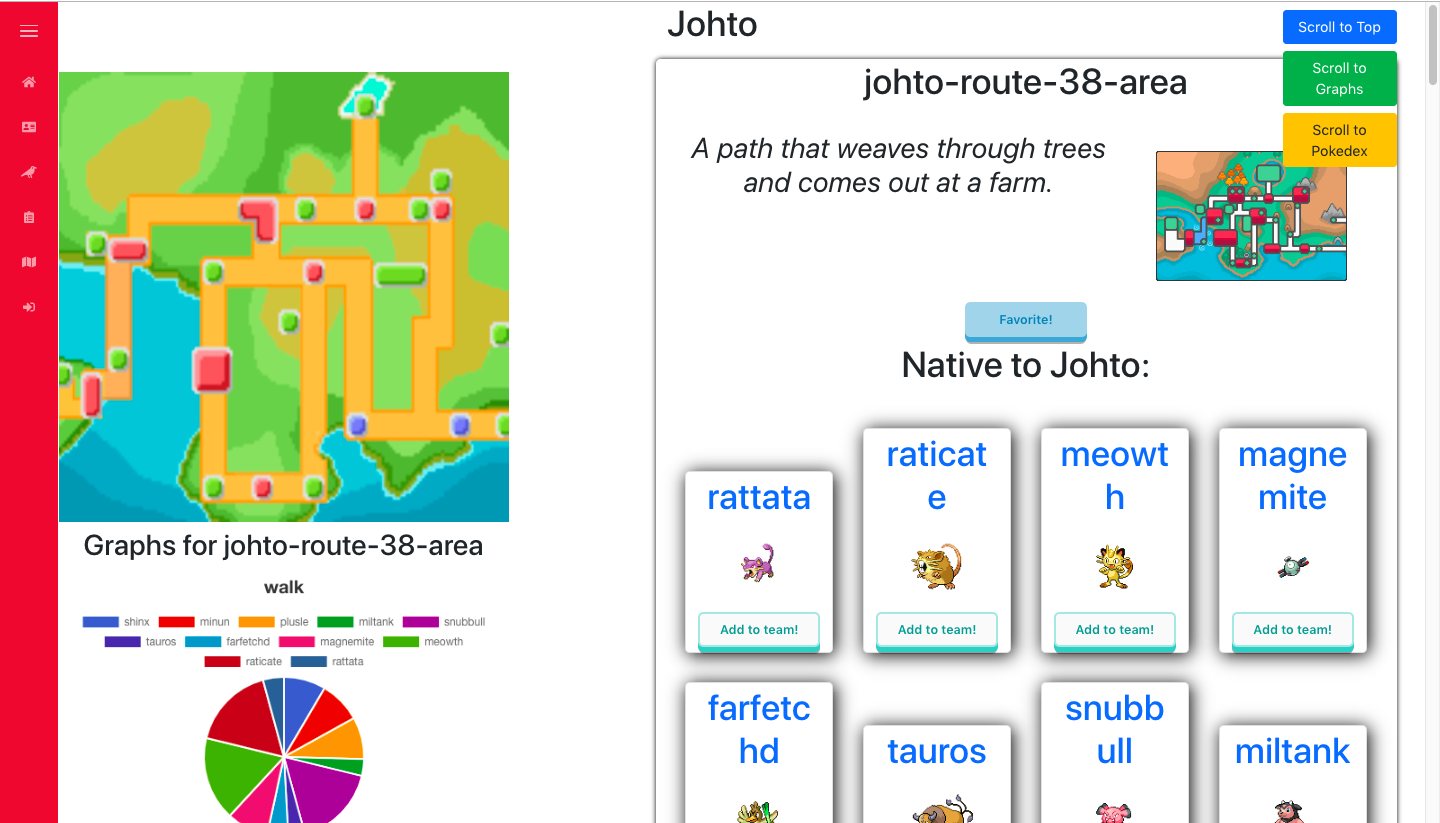 Johto
Scroll to Top
Scroll to
Graphs
Scroll to
Pokedex
johto-route-38-area
A path that weaves through trees
and comes out at a farm.
Favorite!
Native to Johto:
raticat
e
meowt
h
magne
mite
rattata
Add to team!
Add to team!
Add to team!
Add to team!
farfetc
hd
tauros
snubb
ull
miltank
Graphs for johto-route-38-area
walk
shinx minun plusle miltank snubbull
tauros farfetchd magnemite meowth
raticate rattata